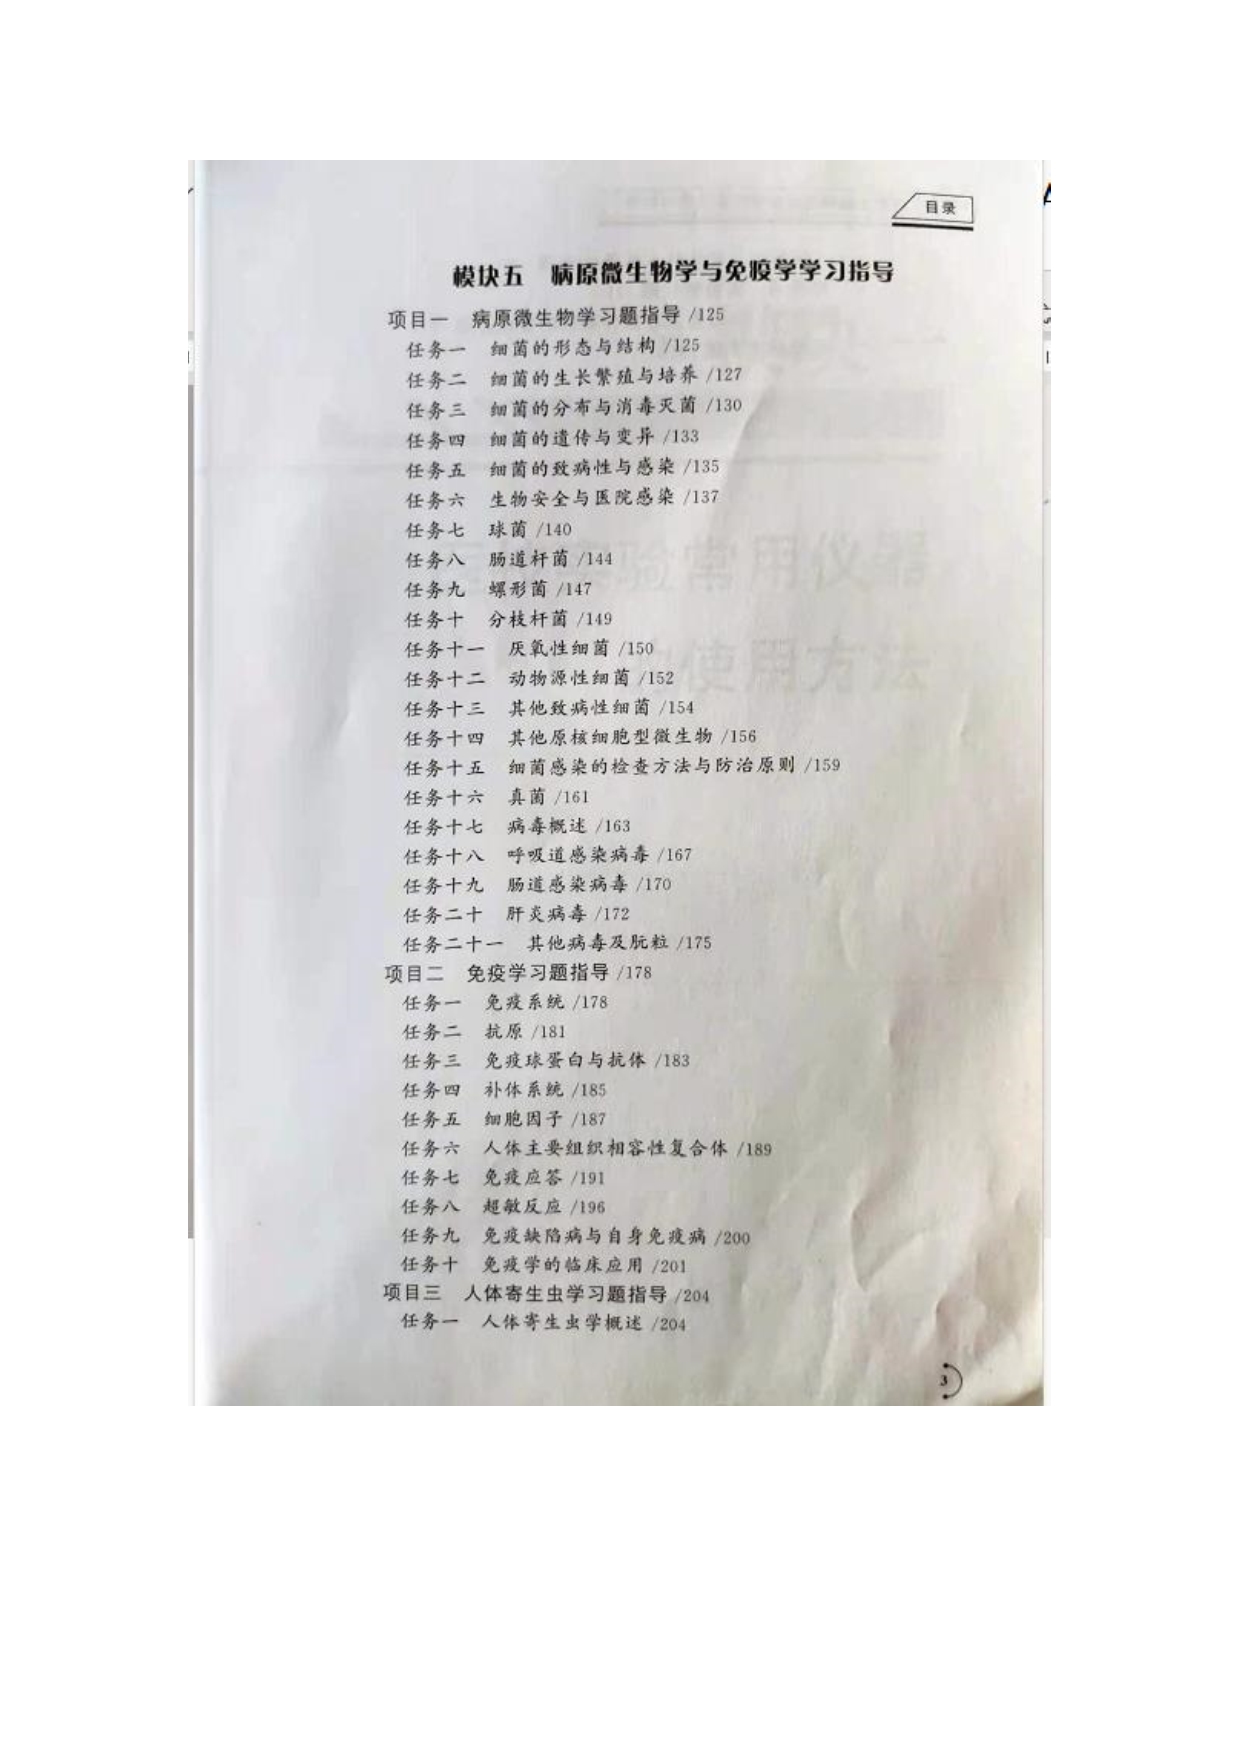 目录
模块五 病原微生物学与免疫学学习指导
项目一 病原微生物学习题指导 /125
任务一 细菌的形态与结构 /125
任务二 细菌的生长繁殖与培养 /127
任务三 细菌的分布与消毒灭菌 /130
任务四 细菌的遗传与变异 /133
任务五 细菌的致病性与感染 /135
任务六 生物安全与医院感染 /137
任务七 球菌 /140
任务八 肠道杆菌 /144
任务九 螺形菌 /147
任务十 分枝杆菌 /149
任务十一 厌氧性细菌 /150
任务十二 动物源性细菌 /152
任务十三 其他致病性细菌 /154
任务十四 其他原核细胞型微生物 /156
任务十五 细菌感染的检查方法与防治原则 /159
任务十六 真菌 /161
任务十七 病毒概述 /163
任务十八 呼吸道感染病毒 /167
任务十九 肠道感染病毒 /170
任务二十 肝炎病毒 /172
任务二十一 其他病毒及朊粒 /175
项目二 免疫学习题指导 /178
任务一 免疫系统 /178
任务二 抗原 /181
任务三 免疫球蛋白与抗体 /183
任务四 补体系统 /185
任务五 细胞因子 /187
任务六 人体主要组织相容性复合体 /189
任务七 免疫应答 /191
任务八 超敏反应 /196
任务九 免疫缺陷病与自身免疫病 /200
任务十 免疫学的临床应用 /201
项目三 人体寄生虫学习题指导 /204
任务一 人体寄生虫学概述 /204
3